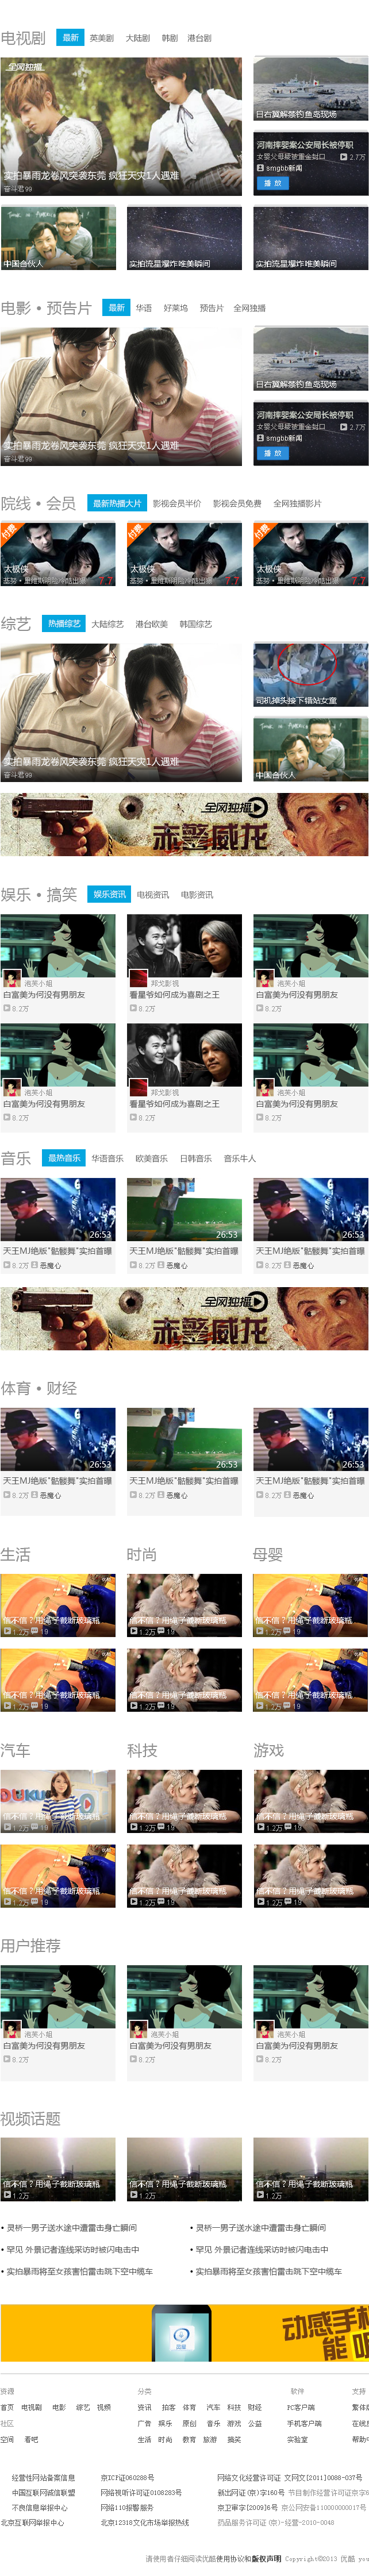 电视剧 最新 英美剧 大陆剧 韩剧 港台剧
全网独播
实拍暴雨龙卷风突袭东莞 疯狂天灾1人遇难
奋斗君99
日右翼解禁钓鱼岛现场
河南摔婴案公安局长被停职
女婴父母疑被重金封口 2.7万
smgbb新闻
播 放
中国合伙人
实拍流星爆炸唯美瞬间
实拍流星爆炸唯美瞬间
电影·预告片 最新 华语 好莱坞 预告片 全网独播
实拍暴雨龙卷风突袭东莞 疯狂天灾1人遇难
奋斗君99
日右翼解禁钓鱼岛现场
河南摔婴案公安局长被停职
女婴父母疑被重金封口 2.7万
smgbb新闻
播 放
院线·会员 最新热播大片 影视会员半价 影视会员免费 全网独播影片
付费 付费 付费
太极侠 太极侠 太极侠
7.7 7.7 7.7
综艺 热播综艺 大陆综艺 港台欧美 韩国综艺
实拍暴雨龙卷风突袭东莞 疯狂天灾1人遇难
奋斗君99
司机掉头接下错站女童
中国合伙人
全网独播
赤警威龙
娱乐·搞笑 娱乐资讯 电视资讯 电影资讯
泡芙小姐 邦戈影视 泡芙小姐
白富美为何没有男朋友 看星爷如何成为喜剧之王 白富美为何没有男朋友
8.2万 8.2万 8.2万
泡芙小姐 邦戈影视 泡芙小姐
白富美为何没有男朋友 看星爷如何成为喜剧之王 白富美为何没有男朋友
8.2万 8.2万 8.2万
音乐 最热音乐 华语音乐 欧美音乐 日韩音乐 音乐牛人
26:53 26:53 26:53
天王MJ绝版"骷髅舞"实拍首曝 天王MJ绝版"骷髅舞"实拍首曝 天王MJ绝版"骷髅舞"实拍首曝
8.2万 恶魔心 8.2万 恶魔心 8.2万 恶魔心
全网独播
赤警威龙
体育·财经
26:53 26:53 26:53
天王MJ绝版"骷髅舞"实拍首曝 天王MJ绝版"骷髅舞"实拍首曝 天王MJ绝版"骷髅舞"实拍首曝
8.2万 恶魔心 8.2万 恶魔心 8.2万 恶魔心
生活 时尚 母婴
信不信？用绳子截断玻璃瓶 信不信？用绳子截断玻璃瓶 信不信？用绳子截断玻璃瓶
1.2万 19 1.2万 19 1.2万 19
信不信？用绳子截断玻璃瓶 信不信？用绳子截断玻璃瓶 信不信？用绳子截断玻璃瓶
1.2万 19 1.2万 19 1.2万 19
汽车 科技 游戏
信不信？用绳子截断玻璃瓶 信不信？用绳子截断玻璃瓶 信不信？用绳子截断玻璃瓶
1.2万 19 1.2万 19 1.2万 19
信不信？用绳子截断玻璃瓶 信不信？用绳子截断玻璃瓶 信不信？用绳子截断玻璃瓶
1.2万 19 1.2万 19 1.2万 19
用户推荐
泡芙小姐 泡芙小姐 泡芙小姐
白富美为何没有男朋友 白富美为何没有男朋友 白富美为何没有男朋友
8.2万 8.2万 8.2万
视频话题
信不信？用绳子截断玻璃瓶 信不信？用绳子截断玻璃瓶 信不信？用绳子截断玻璃瓶
1.2万 1.2万 1.2万
• 灵桥一男子送水途中遭雷击身亡瞬间 • 灵桥一男子送水途中遭雷击身亡瞬间
• 罕见 外景记者连线采访时被闪电击中 • 罕见 外景记者连线采访时被闪电击中
• 实拍暴雨将至女孩害怕雷击跳下空中缆车 • 实拍暴雨将至女孩害怕雷击跳下空中缆车
动感手机
能
资源 分类 软件 支持
首页 电视剧 电影 综艺 视频 资讯 拍客 体育 汽车 科技 财经 PC客户端
社区 广告 娱乐 原创 音乐 游戏 公益 手机客户端
空间 看吧 生活 时尚 教育 旅游 搞笑 实验室
经营性网站备案信息 京ICP证060288号 网络文化经营许可证 文网文[2011]0088-037号
中国互联网诚信联盟 网络视听许可证0108283号 新出网证(京)字160号 节目制作经营许可证京字
不良信息举报中心 网络110报警服务 京卫审字[2009]6号 京公网安备110000000017号
北京互联网举报中心 北京12318文化市场举报热线 药品服务许可证(京)-经营-2010-0048
请使用者仔细阅读优酷使用协议和版权声明 Copyright©2013 优酷 you